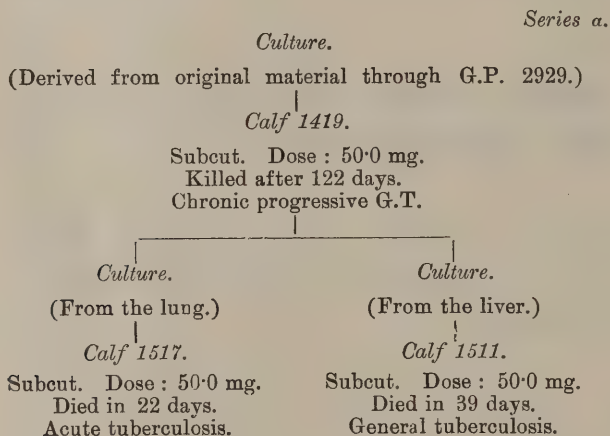 Series a.
Culture.
(Derived from original material through G.P. 2929.)
Calf 1419.
Subcut. Dose : 50·0 mg.
Killed after 122 days.
Chronic progressive G.T.
Culture.
(From the lung.)
Calf 1517.
Subcut. Dose : 50·0 mg.
Died in 22 days.
Acute tuberculosis.
Culture.
(From the liver.)
Calf 1511.
Subcut. Dose : 50·0 mg.
Died in 39 days.
General tuberculosis.